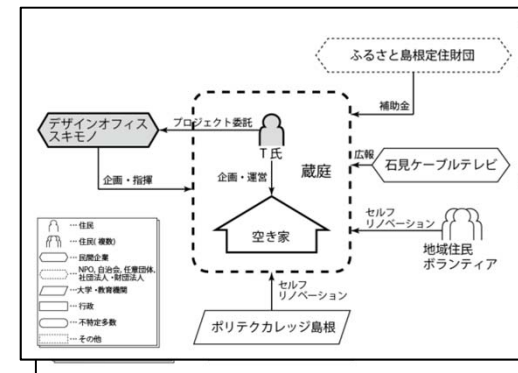 ふるさと島根定住財団
補助金
デザインオフィス
スキモノ
プロジェクト委託
T氏
蔵庭
広報
石見ケーブルテレビ
企画・指揮
企画・運営
空き家
セルフ
リノベーション
地域住民
ボランティア
セルフ
リノベーション
ポリテクカレッジ島根
…住民
…住民(複数)
…民間企業
…NPO, 自治会, 任意団体,
社団法人・財団法人
…大学・教育機関
…行政
…不特定多数
…その他